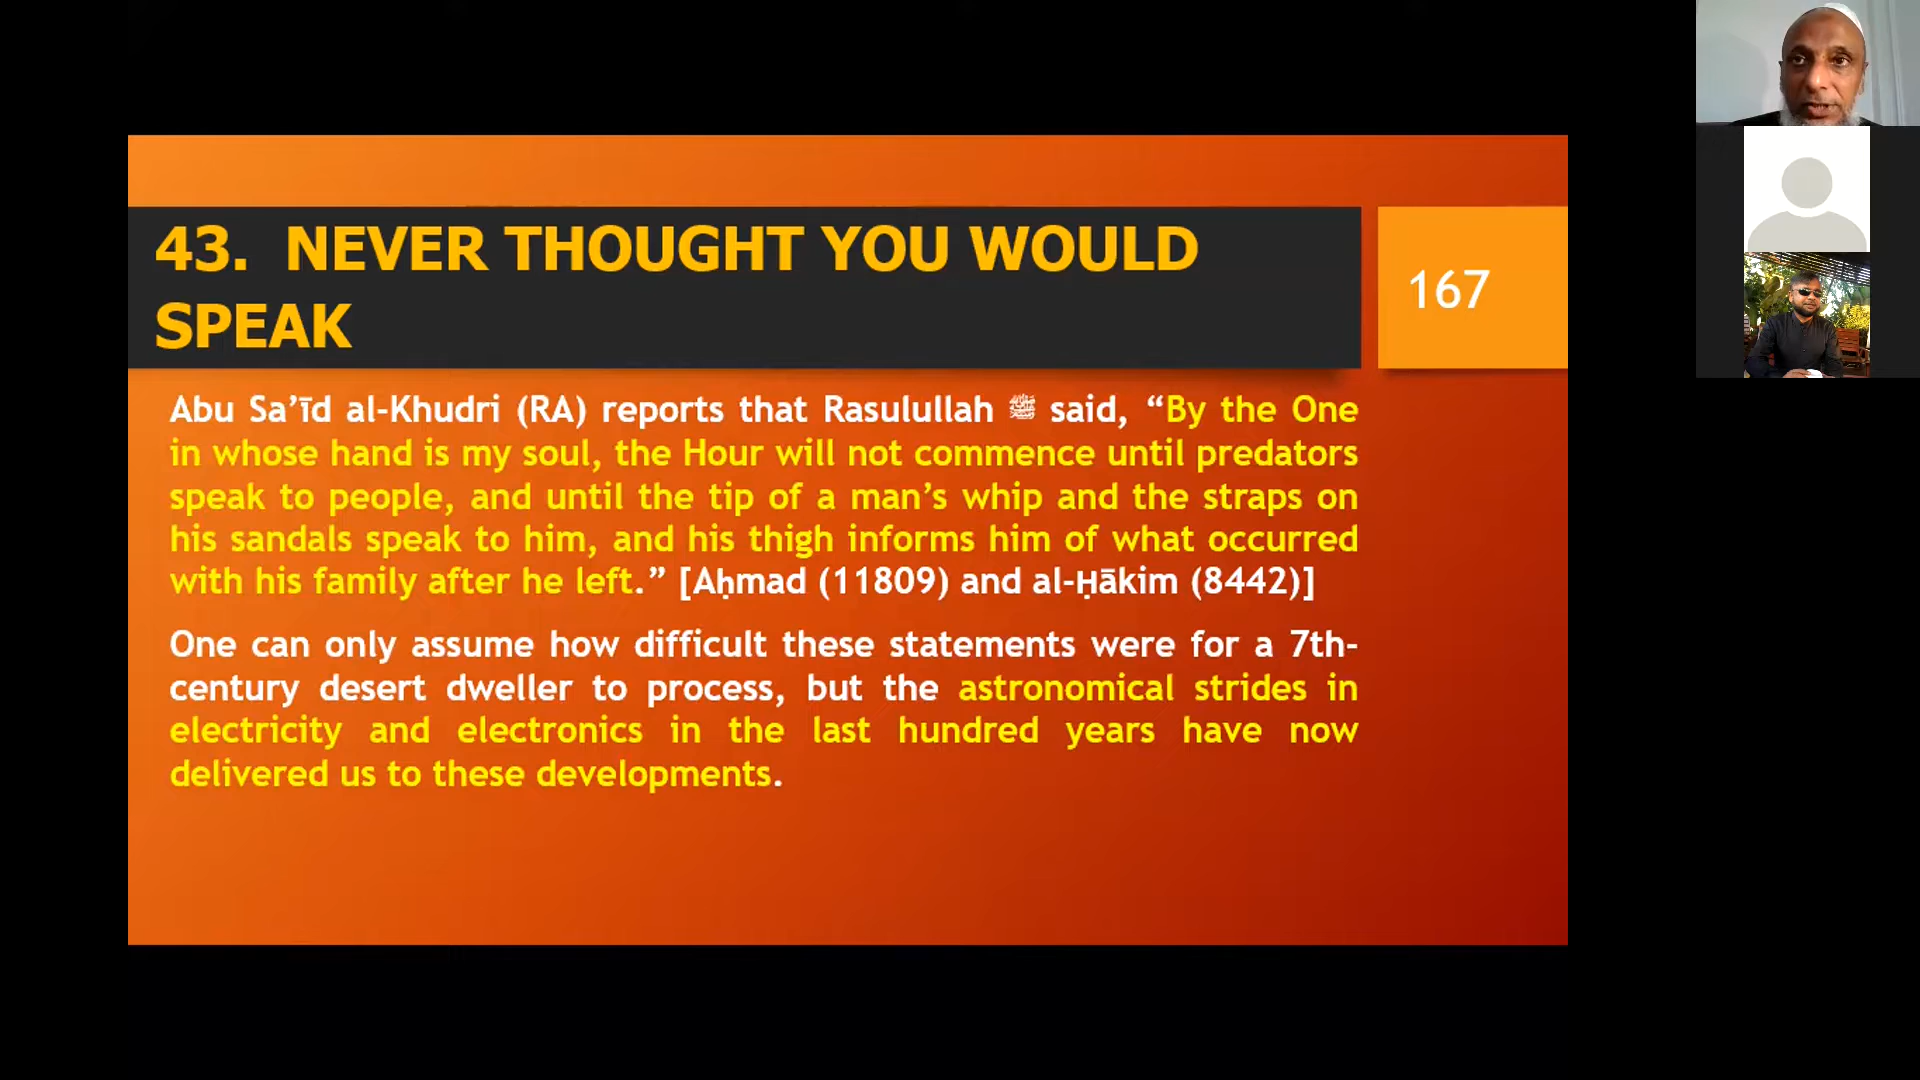 43. NEVER THOUGHT YOU WOULD
SPEAK
167
Abu Sa’īd al-Khudri (RA) reports that Rasulullah ﷺ said, “By the One
in whose hand is my soul, the Hour will not commence until predators
speak to people, and until the tip of a man’s whip and the straps on
his sandals speak to him, and his thigh informs him of what occurred
with his family after he left.” [Aḥmad (11809) and al-Ḥākim (8442)]
One can only assume how difficult these statements were for a 7th-
century desert dweller to process, but the astronomical strides in
electricity and electronics in the last hundred years have now
delivered us to these developments.